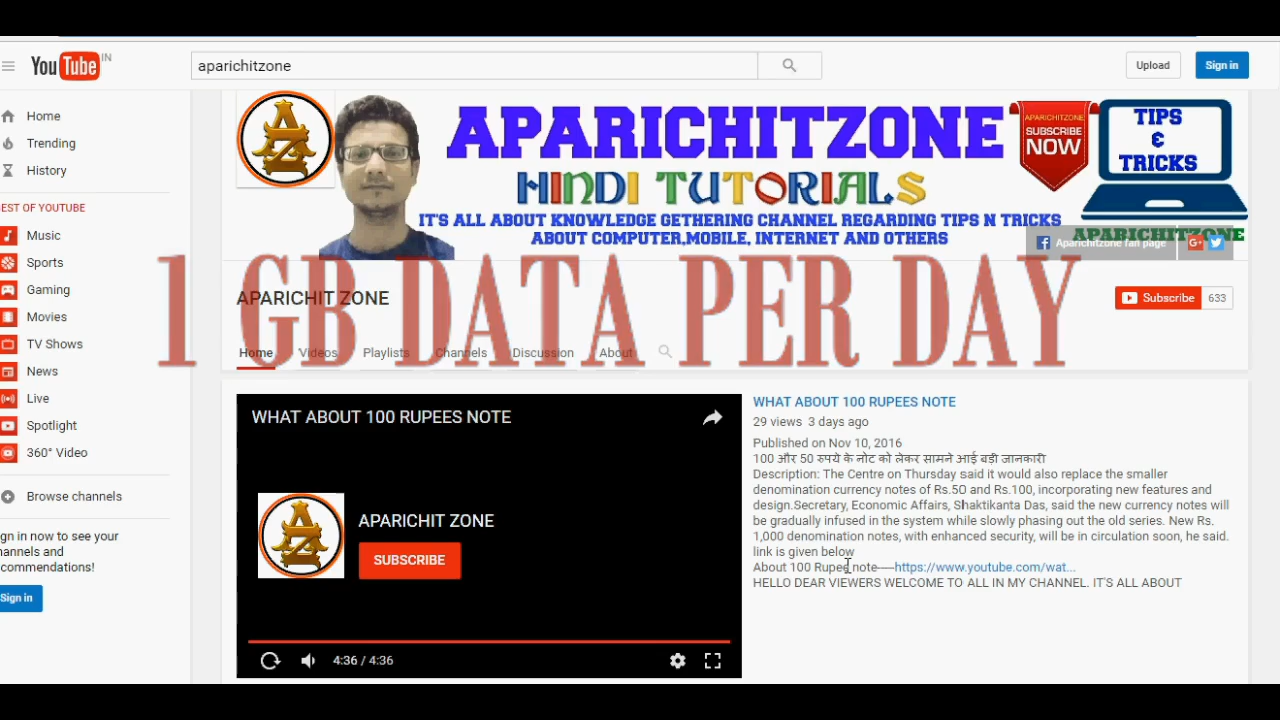 YouTube IN
aparichitzone
Upload
Sign in
Home
Trending
History
EST OF YOUTUBE
Music
Sports
Gaming
Movies
TV Shows
News
Live
Spotlight
360° Video
Browse channels
gn in now to see your
hannels and
commendations!
Sign in
AZ
APARICHITZONE
HINDI TUTORIALS
IT'S ALL ABOUT KNOWLEDGE GETHERING CHANNEL REGARDING TIPS N TRICKS
ABOUT COMPUTER,MOBILE, INTERNET AND OTHERS
APARICHITZONE
SUBSCRIBE
NOW
TIPS
&
TRICKS
APARICHITZONE
Aparichitzone fan page
1 GB DATA PER DAY
APARICHIT ZONE
Subscribe 633
Home Videos Playlists Channels Discussion About
WHAT ABOUT 100 RUPEES NOTE
AZ
APARICHIT ZONE
SUBSCRIBE
4:36 / 4:36
WHAT ABOUT 100 RUPEES NOTE
29 views 3 days ago
Published on Nov 10, 2016
100 और 50 रुपये के नोट को लेकर सामने आई बड़ी जानकारी
Description: The Centre on Thursday said it would also replace the smaller
denomination currency notes of Rs.50 and Rs.100, incorporating new features and
design.Secretary, Economic Affairs, Shaktikanta Das, said the new currency notes will
be gradually infused in the system while slowly phasing out the old series. New Rs.
1,000 denomination notes, with enhanced security, will be in circulation soon, he said.
link is given below
About 100 Rupee note----https://www.youtube.com/wat...
HELLO DEAR VIEWERS WELCOME TO ALL IN MY CHANNEL. IT'S ALL ABOUT